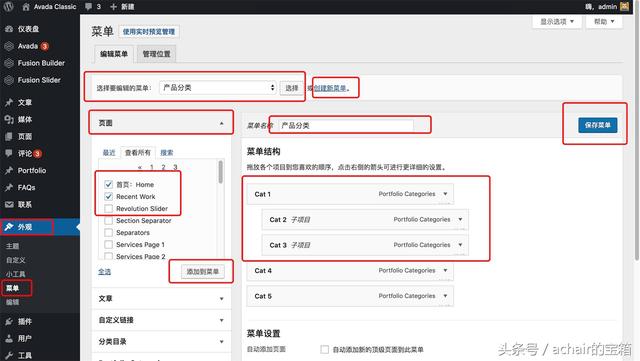 Avada Classic 3 + 新建 嗨，admin
显示选项 ▼ 帮助 ▼
仪表盘
Avada 3
Fusion Builder
Fusion Slider
文章
媒体
页面
评论 3
Portfolio
FAQs
联系
外观
主题
自定义
小工具
菜单
编辑
插件
用户
工具
菜单 使用实时预览管理
编辑菜单 管理位置
选择要编辑的菜单： 产品分类 选择 或创建新菜单。
页面
最近 查看所有 搜索
« 1 2 3
首页：Home
Recent Work
Revolution Slider
Section Separator
Separators
Services Page 1
Services Page 2
全选 添加到菜单
文章
自定义链接
分类目录
菜单名称 产品分类 保存菜单
菜单结构
拖放各个项目到您喜欢的顺序，点击右侧的箭头可进行更详细的设置。
Cat 1 Portfolio Categories
Cat 2 子项目 Portfolio Categories
Cat 3 子项目 Portfolio Categories
Cat 4 Portfolio Categories
Cat 5 Portfolio Categories
菜单设置
自动添加页面 自动添加新的顶级页面到此菜单
头条号 / achair的宝箱